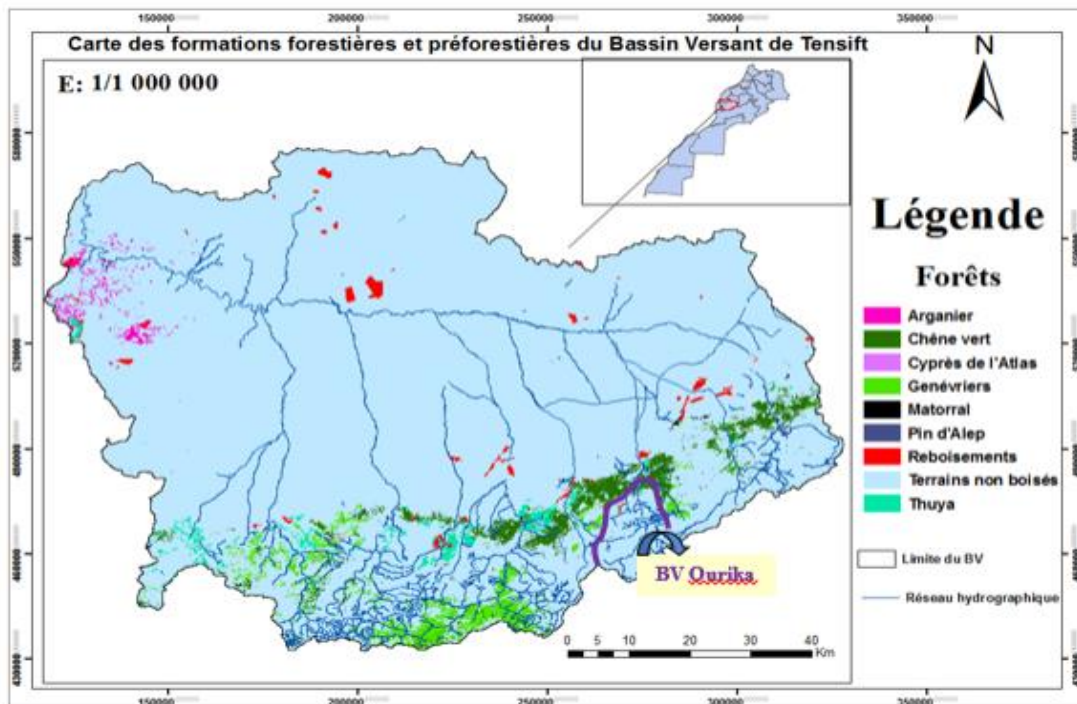 150000 200000 250000 300000 350000
Carte des formations forestières et préforestières du Bassin Versant de Tensift
E: 1/1 000 000
N
Légende
Forêts
Arganier
Chêne vert
Cyprès de l'Atlas
Genévriers
Matorral
Pin d'Alep
Reboisements
Terrains non boisés
Thuya
Limite du BV
Réseau hydrographique
BV Ourika
0 5 10 20 30 40
Km
460000
430000
150000 200000 250000 300000 350000